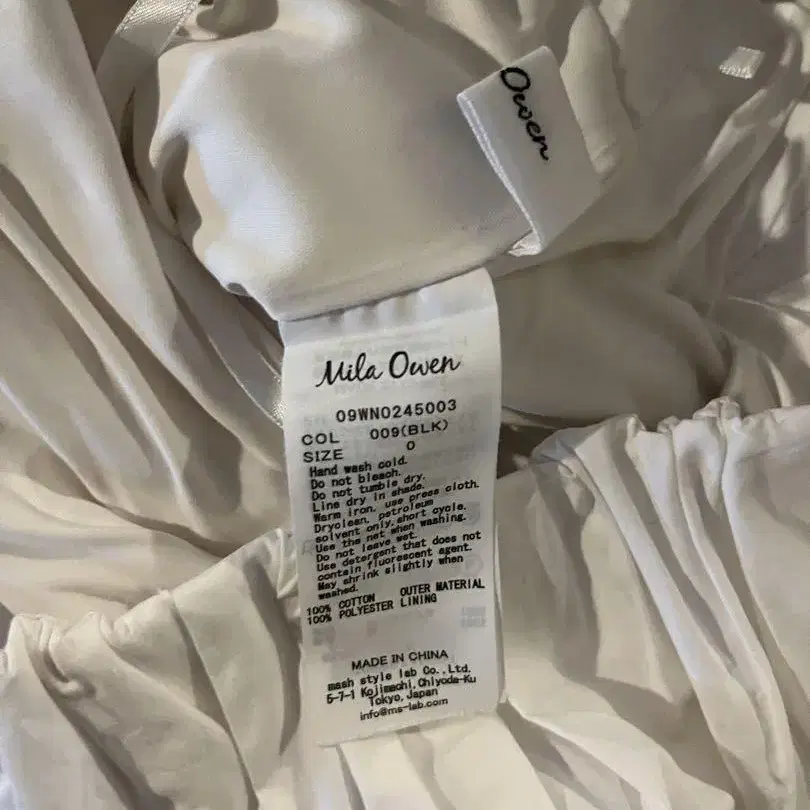 Owen
Mila Owen
09WN0245003
COL 009(BLK)
SIZE 0
Hand wash cold.
Do not bleach.
Do not tumble dry.
Line dry in shade.
Warm iron, use press cloth.
Dryclean, petroleum
solvent only,short cycle.
Use the net when washing.
Do not leave wet.
Use detergent that does not
contain fluorescent agent.
May shrink slightly when
washed.
100% COTTON OUTER MATERIAL
100% POLYESTER LINING
MADE IN CHINA
mash style lab Co.,Ltd.
5-7-1 Kojimachi,Chiyoda-Ku
Tokyo,Japan
info@ms-lab.com